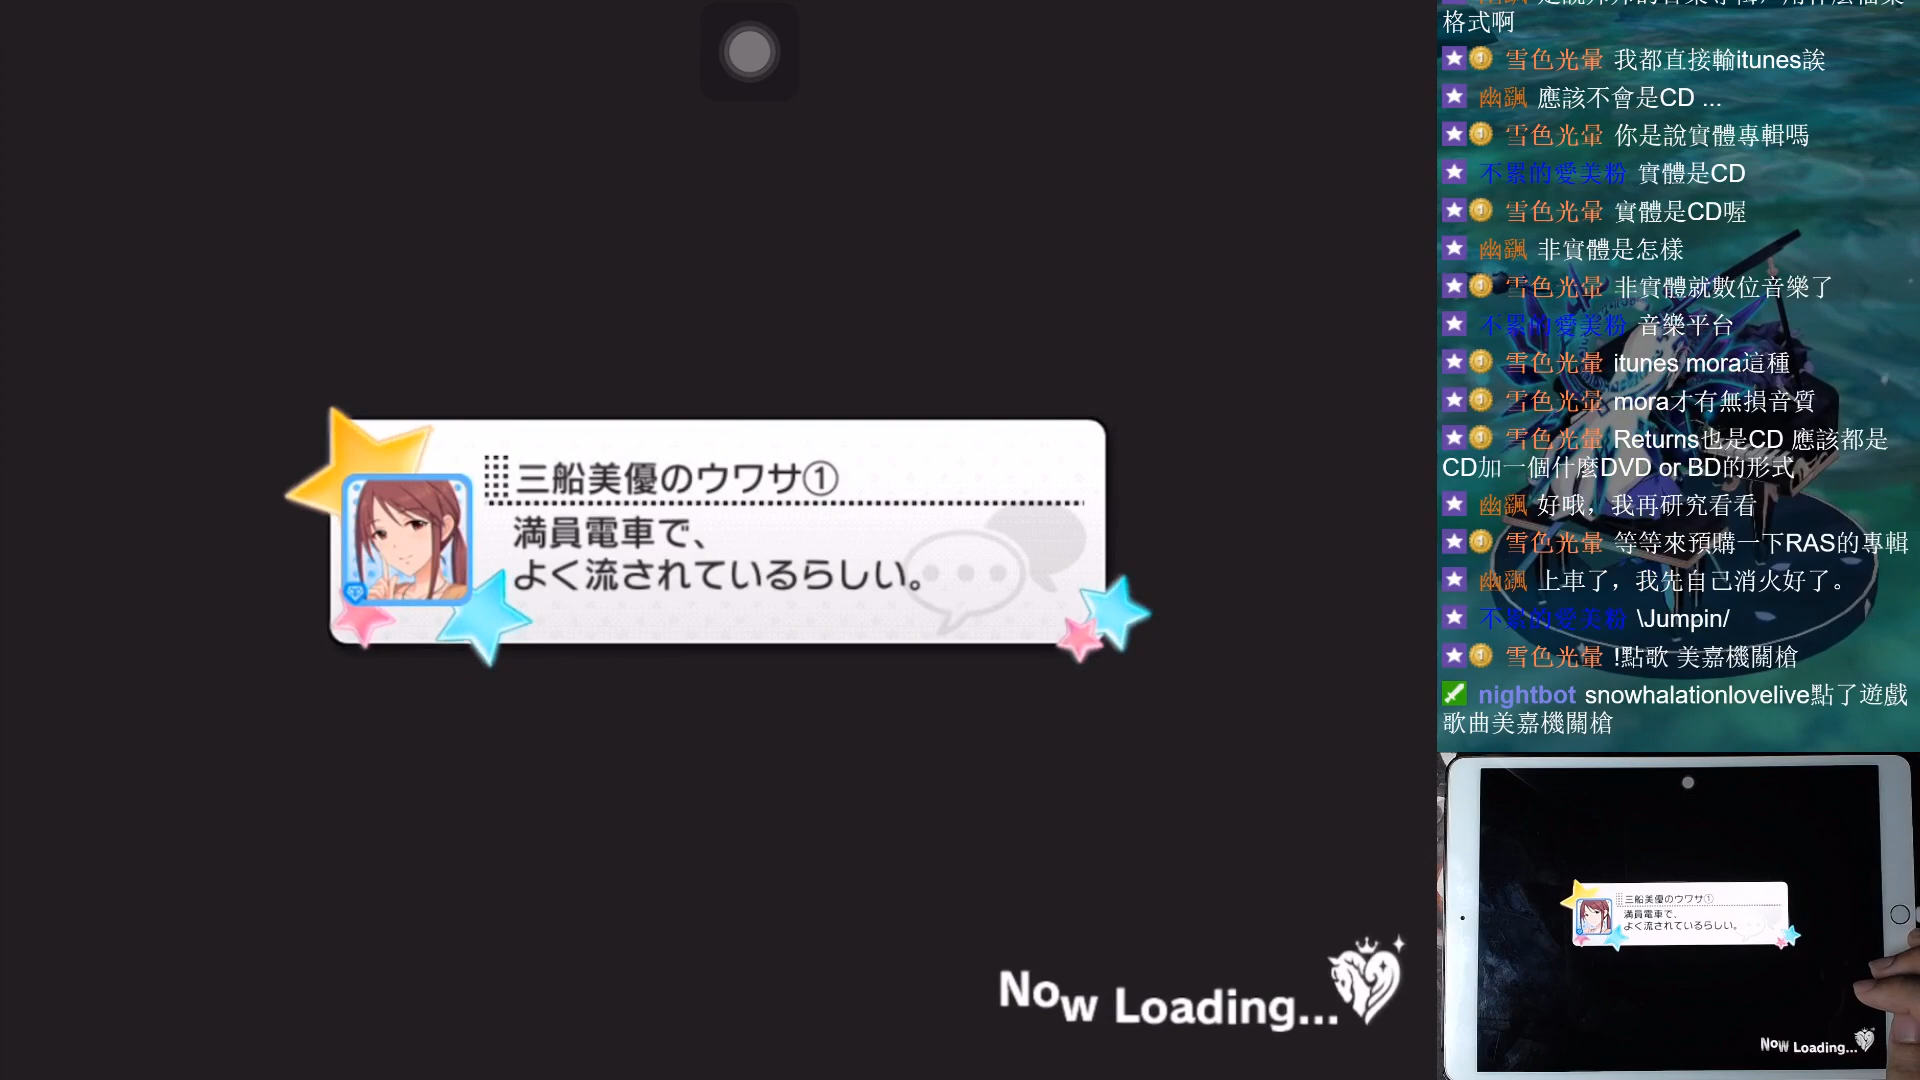 三船美優のウワサ①
満員電車で、
よく流されているらしい。
Now Loading...
格式啊
雪色光暈 我都直接輸itunes誒
幽飄 應該不會是CD ...
雪色光暈 你是說實體專輯嗎
不累的愛美粉 實體是CD
雪色光暈 實體是CD喔
幽飄 非實體是怎樣
雪色光暈 非實體就數位音樂了
不累的愛美粉 音樂平台
雪色光暈 itunes mora這種
雪色光暈 mora才有無損音質
雪色光暈 Returns也是CD 應該都是
CD加一個什麼DVD or BD的形式
幽飄 好哦，我再研究看看
雪色光暈 等等來預購一下RAS的專輯
幽飄 上車了，我先自己消火好了。
不累的愛美粉 \Jumpin/
雪色光暈 !點歌 美嘉機關槍
nightbot snowhalationlovelive點了遊戲
歌曲美嘉機關槍
三船美優のウワサ①
満員電車で、
よく流されているらしい。
Now Loading...